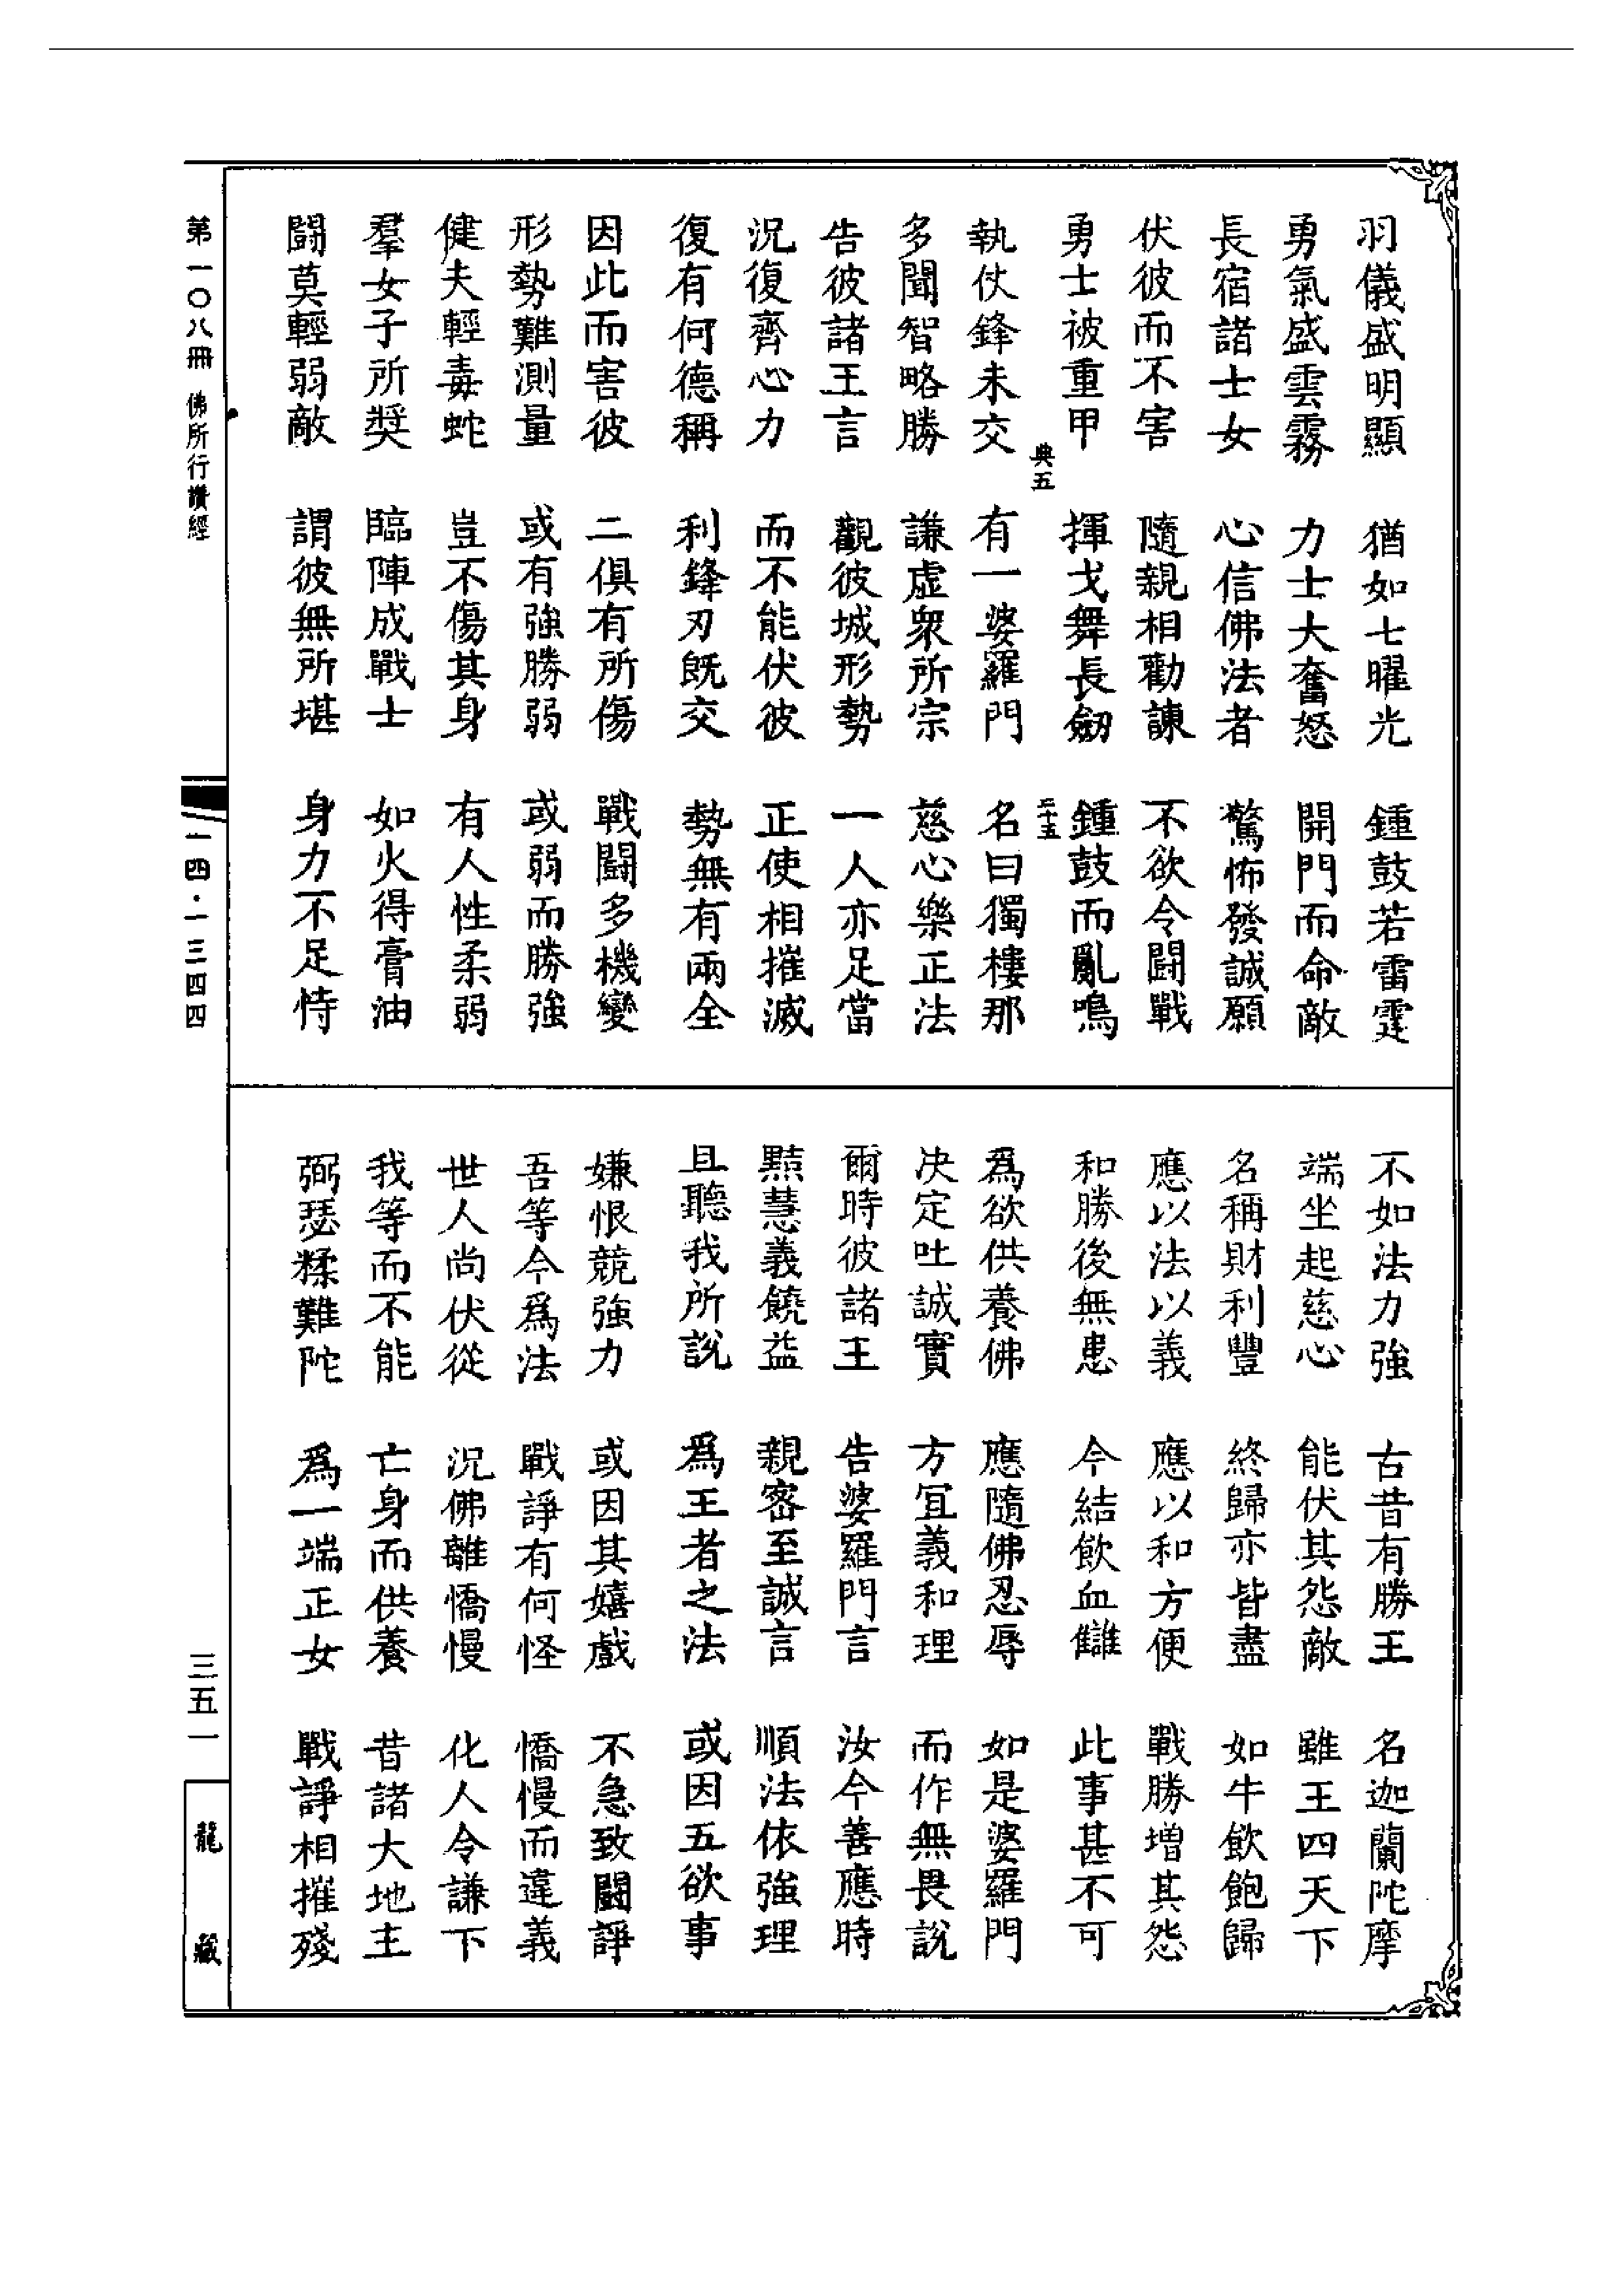 羽儀盛明顯　猶如七曜光　鍾鼓若雷霆
勇氣盛雲霧　力士大奮怒　開門而命敵
長宿諸士女　心信佛法者　驚怖發誠願
伏彼而不害　隨親相勸諫　不欲令鬪戰
勇士被重甲　揮戈舞長劒　鍾鼓而亂鳴
典五　二十五
執仗鋒未交　有一婆羅門　名曰獨樓那
多聞智略勝　謙虛衆所宗　慈心樂正法
告彼諸王言　觀彼城形勢　一人亦足當
況復齊心力　而不能伏彼　正使相摧滅
復有何德稱　利鋒刃既交　勢無有兩全
因此而害彼　二俱有所傷　戰鬪多機變
形勢難測量　或有強勝弱　或弱而勝強
健夫輕毒蛇　豈不傷其身　有人性柔弱
羣女子所獎　臨陣成戰士　如火得膏油
鬪莫輕弱敵　謂彼無所堪　身力不足恃
不如法力強　古昔有勝王　名迦蘭陀摩
端坐起慈心　能伏其怨敵　雖王四天下
名稱財利豐　終歸亦皆盡　如牛飲飽歸
應以法以義　應以和方便　戰勝增其怨
和勝後無患　今結飲血讎　此事甚不可
爲欲供養佛　應隨佛忍辱　如是婆羅門
决定吐誠實　方宜義和理　而作無畏說
爾時彼諸王　告婆羅門言　汝今善應時
黠慧義饒益　親密至誠言　順法依強理
且聽我所說　爲王者之法　或因五欲事
嫌恨競強力　或因其嬉戲　不急致鬪諍
吾等今爲法　戰諍有何怪　憍慢而違義
世人尚伏從　況佛離憍慢　化人令謙下
我等而不能　亡身而供養　昔諸大地主
弼瑟糅難陀　爲一端正女　戰諍相摧殘
第一〇八冊　佛所行讚經　一四·一三四四　三五一　龍藏